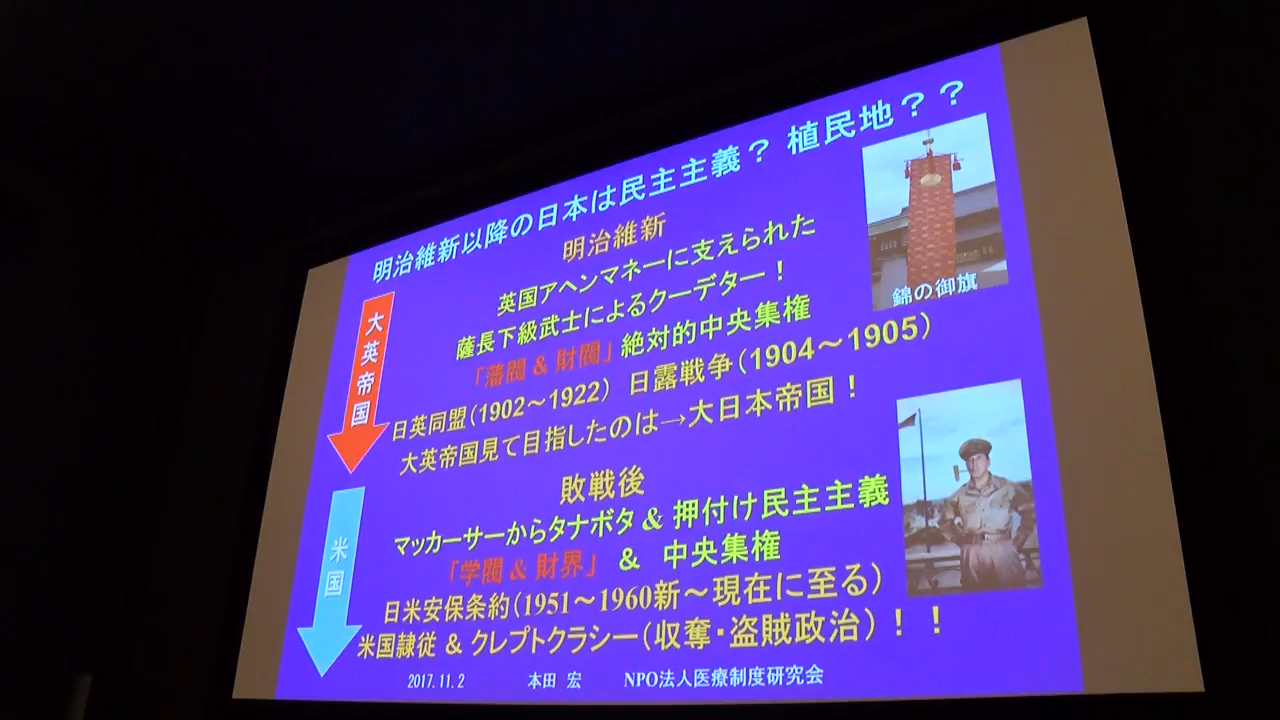 明治維新以降の日本は民主主義？ 植民地？？
明治維新
英国アヘンマネーに支えられた
薩長下級武士によるクーデター！
「藩閥 & 財閥」絶対的中央集権
日英同盟（1902～1922） 日露戦争（1904～1905）
大英帝国見て目指したのは→大日本帝国！
大英帝国
錦の御旗
敗戦後
マッカーサーからタナボタ & 押付け民主主義
「学閥 & 財界」 & 中央集権
日米安保条約（1951～1960新～現在に至る）
米国隷従 & クレプトクラシー（収奪・盗賊政治）！！
米国
2017.11.2 本田 宏 NPO法人医療制度研究会